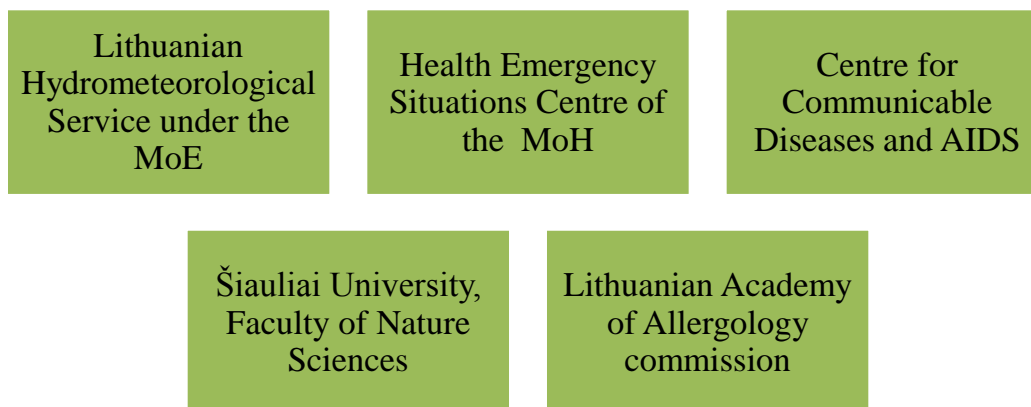 Lithuanian
Hydrometeorological
Service under the
MoE
Health Emergency
Situations Centre of
the MoH
Centre for
Communicable
Diseases and AIDS
Šiauliai University,
Faculty of Nature
Sciences
Lithuanian Academy
of Allergology
commission